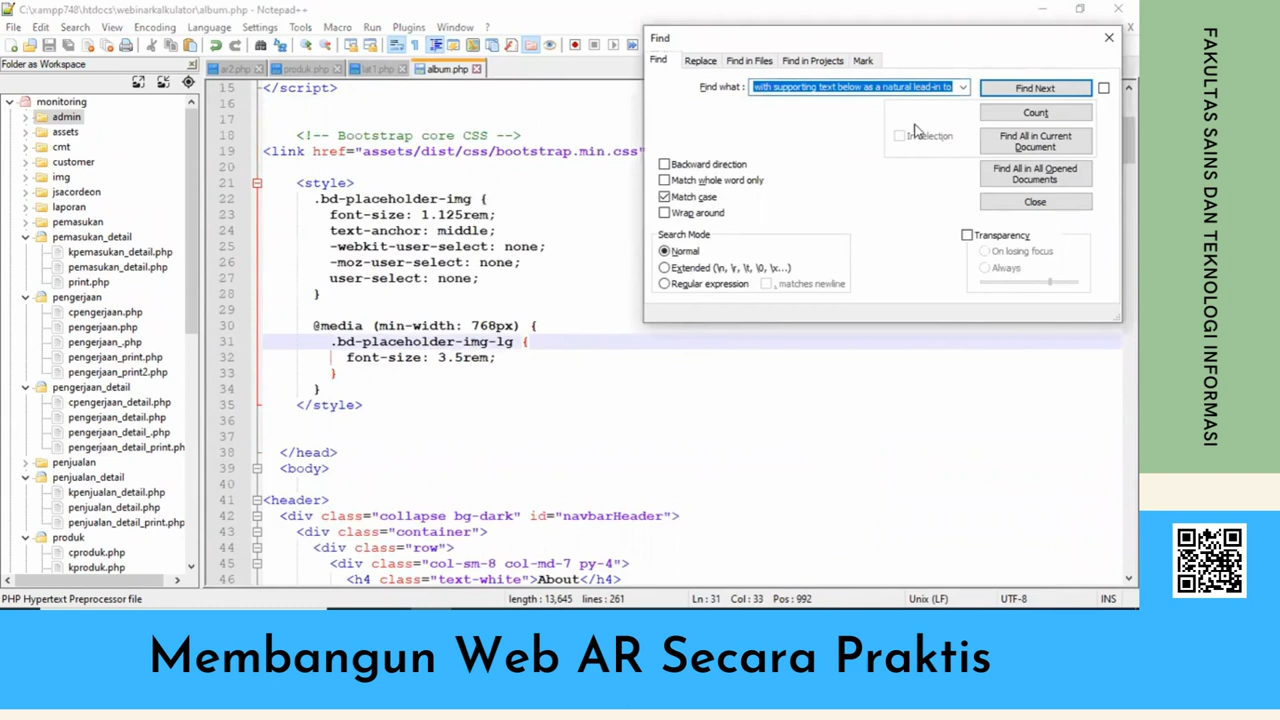 C:\xampp748\htdocs\webinarkalkulator\album.php - Notepad++
File Edit Search View Encoding Language Settings Tools Macro Run Plugins Window ?
Folder as Workspace
ar2.php produk.php lat1.php album.php
monitoring
admin
assets
cmt
customer
img
jsacordeon
laporan
pemasukan
pemasukan_detail
kpemasukan_detail.php
pemasukan_detail.php
print.php
pengerjaan
cpengerjaan.php
pengerjaan.php
pengerjaan_.php
pengerjaan_print.php
pengerjaan_print2.php
pengerjaan_detail
cpengerjaan_detail.php
pengerjaan_detail.php
pengerjaan_detail_.php
pengerjaan_detail_print.ph
penjualan
penjualan_detail
kpenjualan_detail.php
penjualan_detail.php
penjualan_detail_print.php
produk
cproduk.php
kproduk.php
15 </script>
16
17
18 <!-- Bootstrap core CSS -->
19 <link href="assets/dist/css/bootstrap.min.css"
20
21 <style>
22 .bd-placeholder-img {
23 font-size: 1.125rem;
24 text-anchor: middle;
25 -webkit-user-select: none;
26 -moz-user-select: none;
27 user-select: none;
28 }
29
30 @media (min-width: 768px) {
31 .bd-placeholder-img-lg {
32 font-size: 3.5rem;
33 }
34 }
35 </style>
36
37
38 </head>
39 <body>
40
41 <header>
42 <div class="collapse bg-dark" id="navbarHeader">
43 <div class="container">
44 <div class="row">
45 <div class="col-sm-8 col-md-7 py-4">
46 <h4 class="text-white">About</h4>
Find
Find Replace Find in Files Find in Projects Mark
Find what : with supporting text below as a natural lead-in to
Find Next
Count
In selection
Find All in Current
Document
Find All in All Opened
Documents
Close
Backward direction
Match whole word only
Match case
Wrap around
Search Mode
Normal
Extended (\n, \r, \t, \0, \x...)
Regular expression . matches newline
Transparency
On losing focus
Always
PHP Hypertext Preprocessor file length : 13,645 lines : 261 Ln : 31 Col : 33 Pos : 992 Unix (LF) UTF-8 INS
FAKULTAS SAINS DAN TEKNOLOGI INFORMASI
Membangun Web AR Secara Praktis